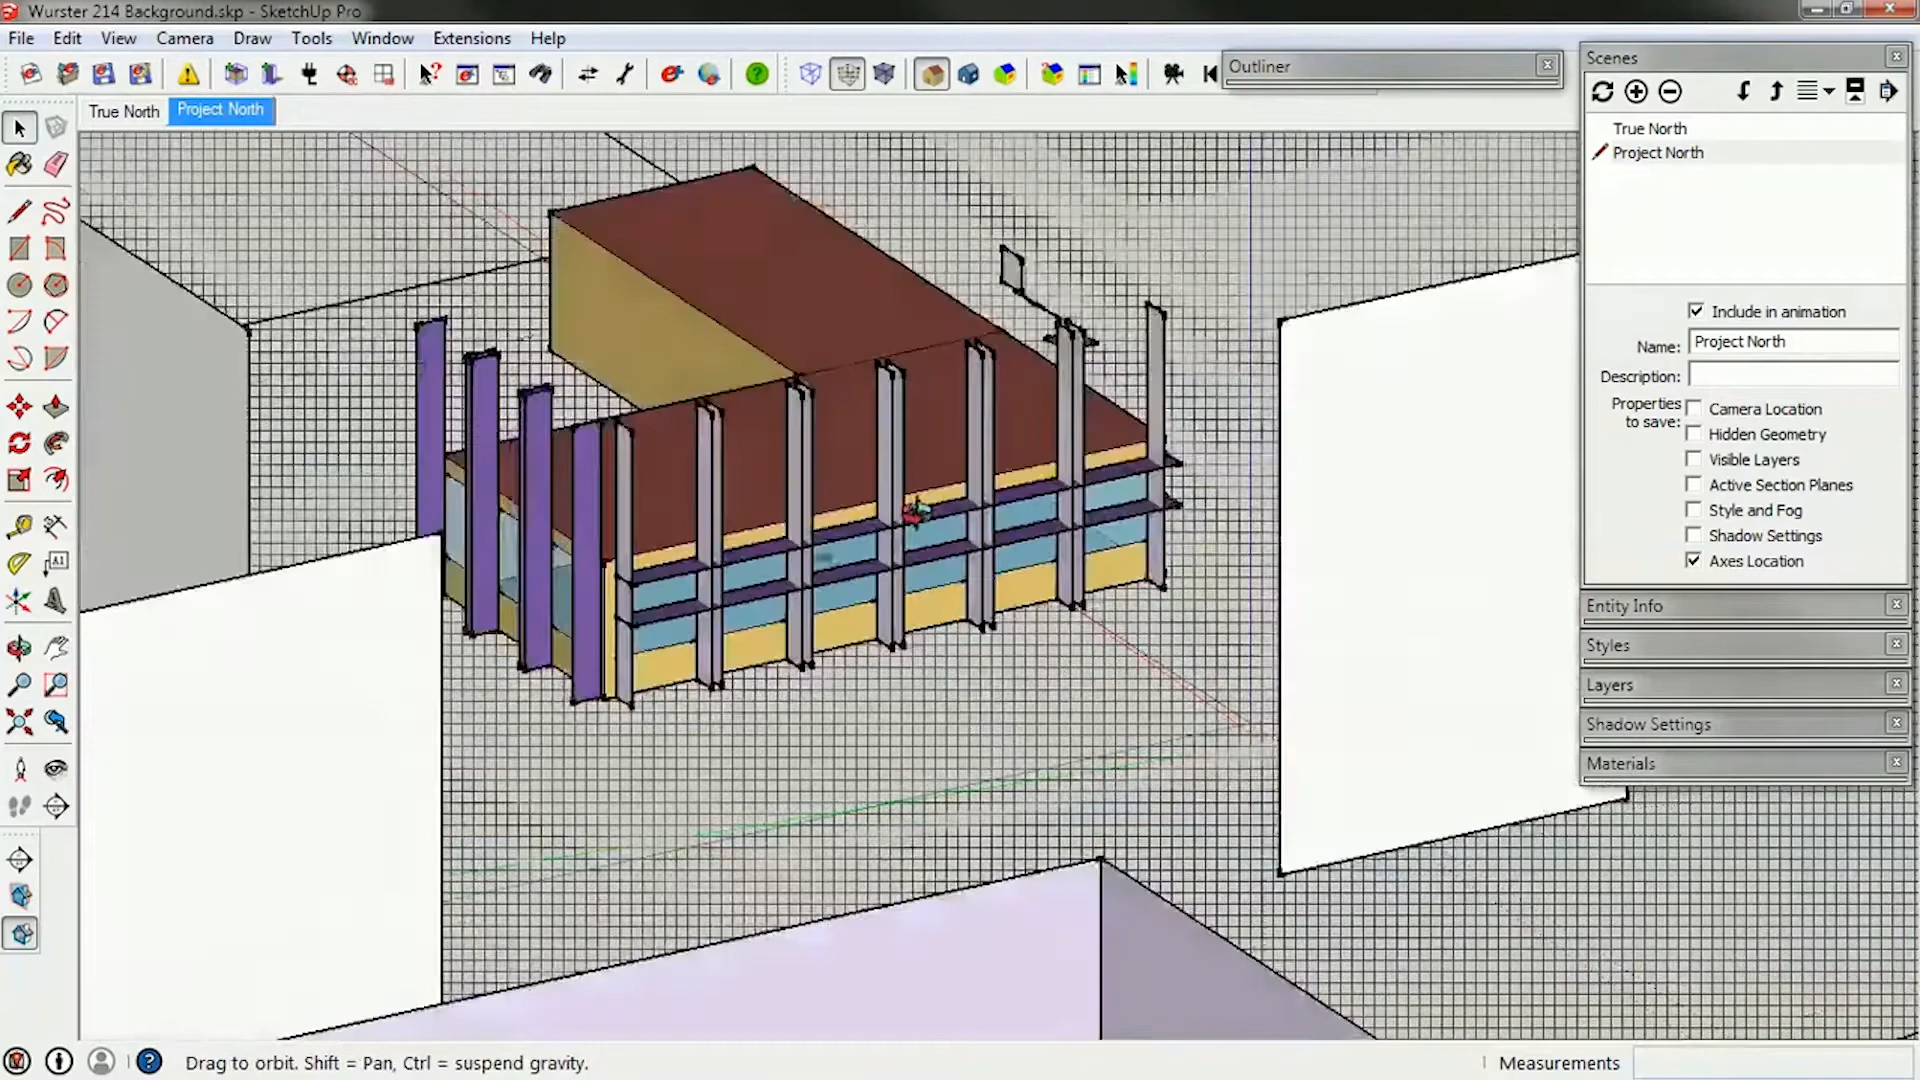 Wurster 214 Background.skp - SketchUp Pro
File Edit View Camera Draw Tools Window Extensions Help
Outliner
Scenes
True North Project North
True North
Project North
Include in animation
Name: Project North
Description:
Properties to save:
Camera Location
Hidden Geometry
Visible Layers
Active Section Planes
Style and Fog
Shadow Settings
Axes Location
Entity Info
Styles
Layers
Shadow Settings
Materials
Drag to orbit. Shift = Pan, Ctrl = suspend gravity.
Measurements